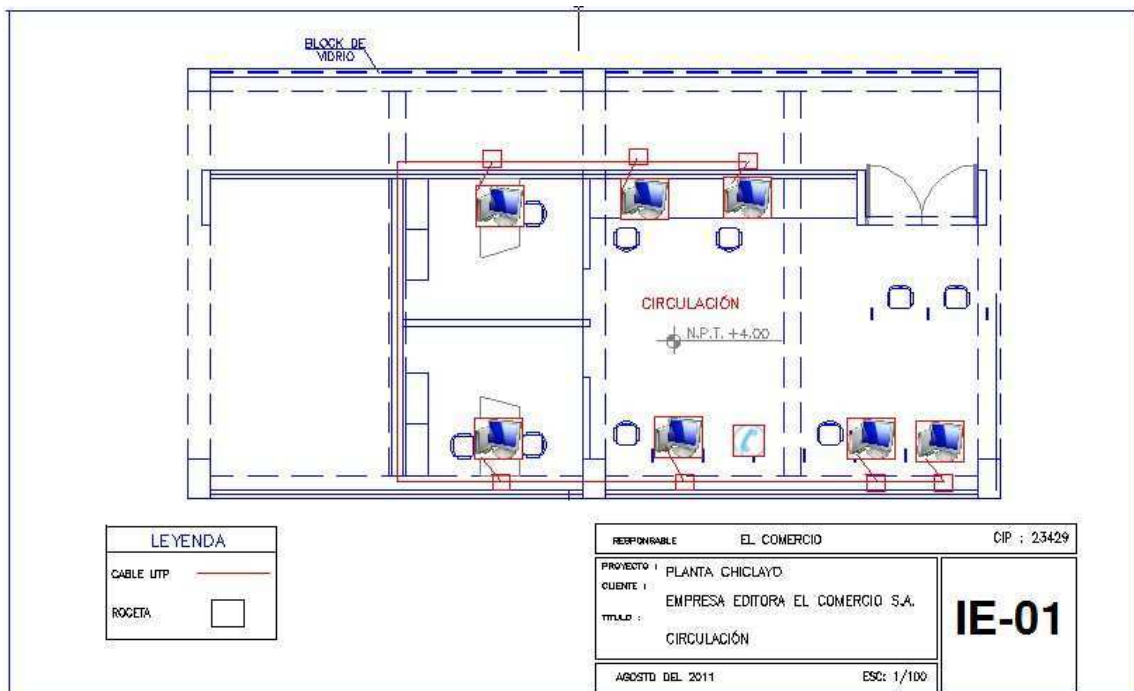 BLOCK DE
VIDRIO
CIRCULACIÓN
N.P.T. +4.00
LEYENDA
CABLE UTP
ROCETA
RESPONSABLE EL COMERCIO CIP : 23429
PROYECTO : PLANTA CHICLAYO
CLIENTE :
EMPRESA EDITORA EL COMERCIO S.A.
TITULO :
CIRCULACIÓN
IE-01
AGOSTO DEL 2011 ESC: 1/100